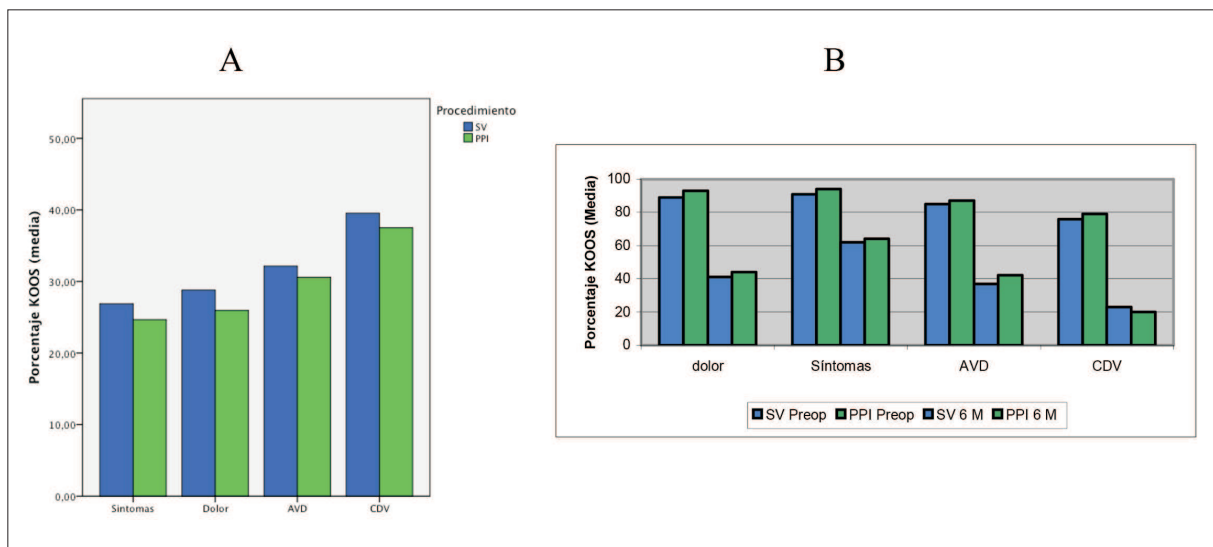 A
Procedimiento
SV
PPI
Porcentaje KOOS (media)
50,00
40,00
30,00
20,00
10,00
0,00
Sintomas Dolor AVD CDV
B
Porcentaje KOOS (Media)
100
80
60
40
20
0
dolor Síntomas AVD CDV
SV Preop PPI Preop SV 6 M PPI 6 M